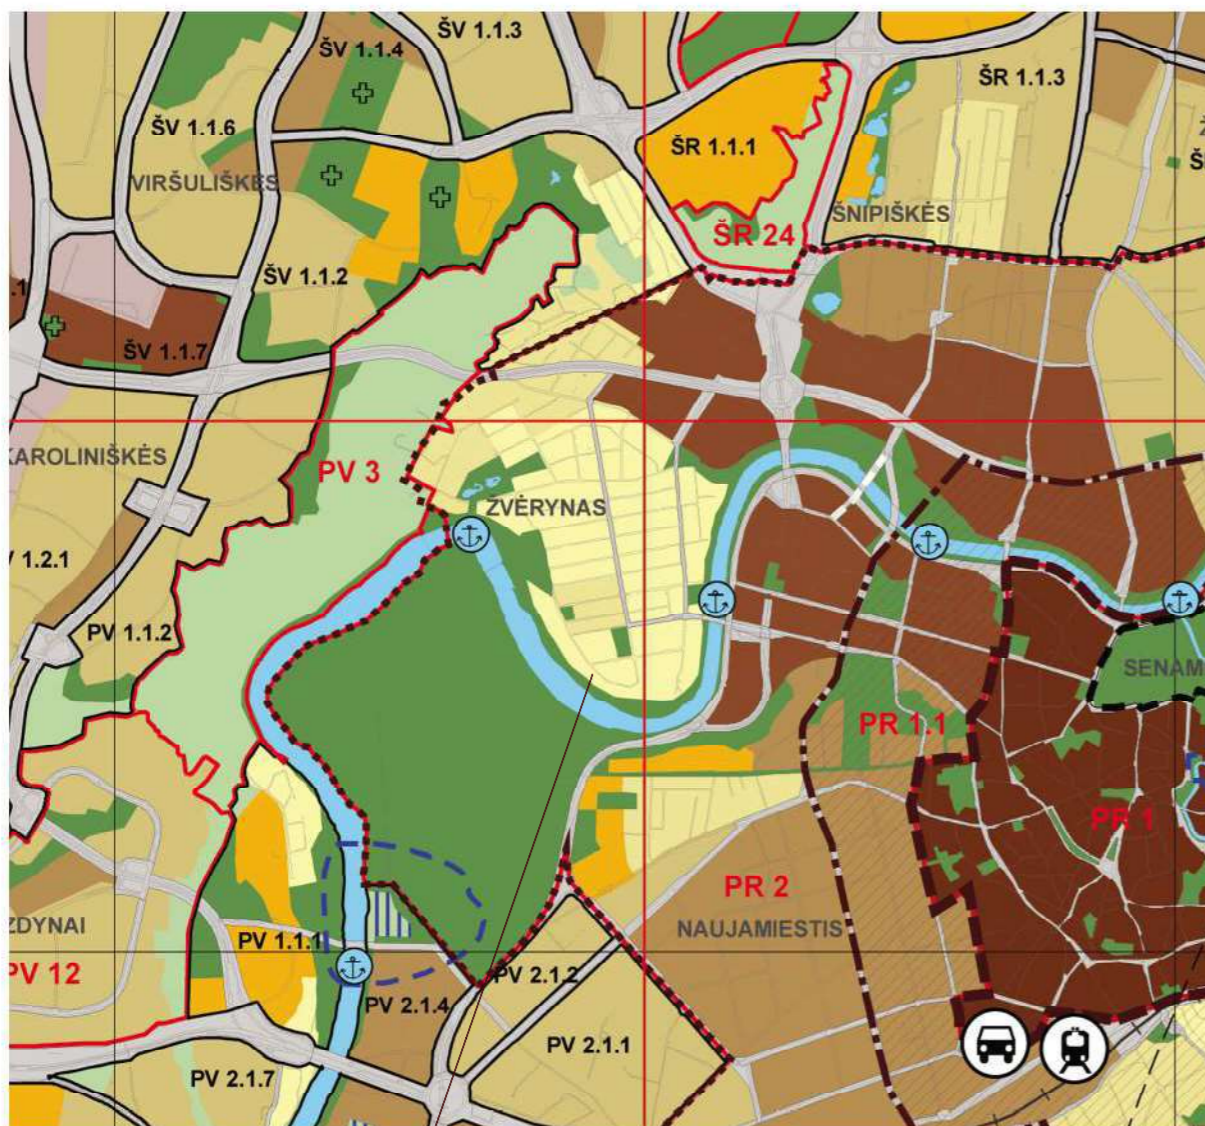 ŠV 1.1.3
ŠV 1.1.4
ŠR 1.1.3
ŠV 1.1.6
ŠR 1.1.1
VIRŠULIŠKĖS
ŠNIPIŠKĖS
ŠR 24
ŠV 1.1.2
ŠV 1.1.7
KAROLINIŠKĖS
PV 3
ŽVĖRYNAS
1.2.1
PV 1.1.2
SENAM
PR 1.1
PR 1
PR 2
ZDYNAI
NAUJAMIESTIS
PV 1.1.1
PV 12
PV 2.1.2
PV 2.1.4
PV 2.1.1
PV 2.1.7